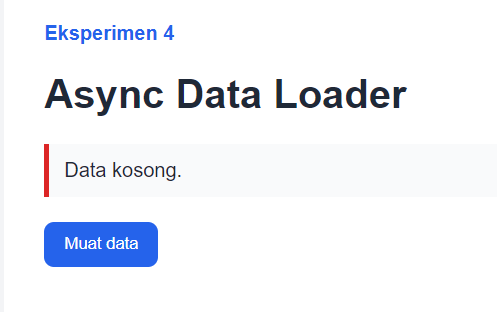 Eksperimen 4
Async Data Loader
Data kosong.
Muat data